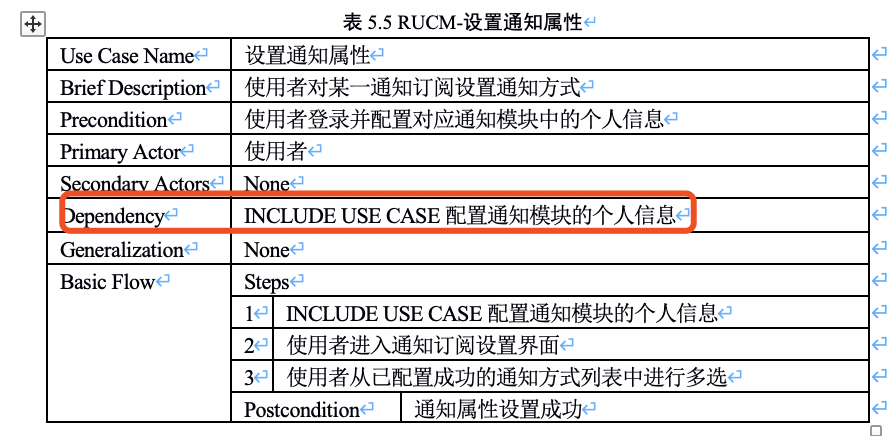 表 5.5 RUCM-设置通知属性
Use Case Name 设置通知属性
Brief Description 使用者对某一通知订阅设置通知方式
Precondition 使用者登录并配置对应通知模块中的个人信息
Primary Actor 使用者
Secondary Actors None
Dependency INCLUDE USE CASE 配置通知模块的个人信息
Generalization None
Basic Flow Steps
1 INCLUDE USE CASE 配置通知模块的个人信息
2 使用者进入通知订阅设置界面
3 使用者从已配置成功的通知方式列表中进行多选
Postcondition 通知属性设置成功